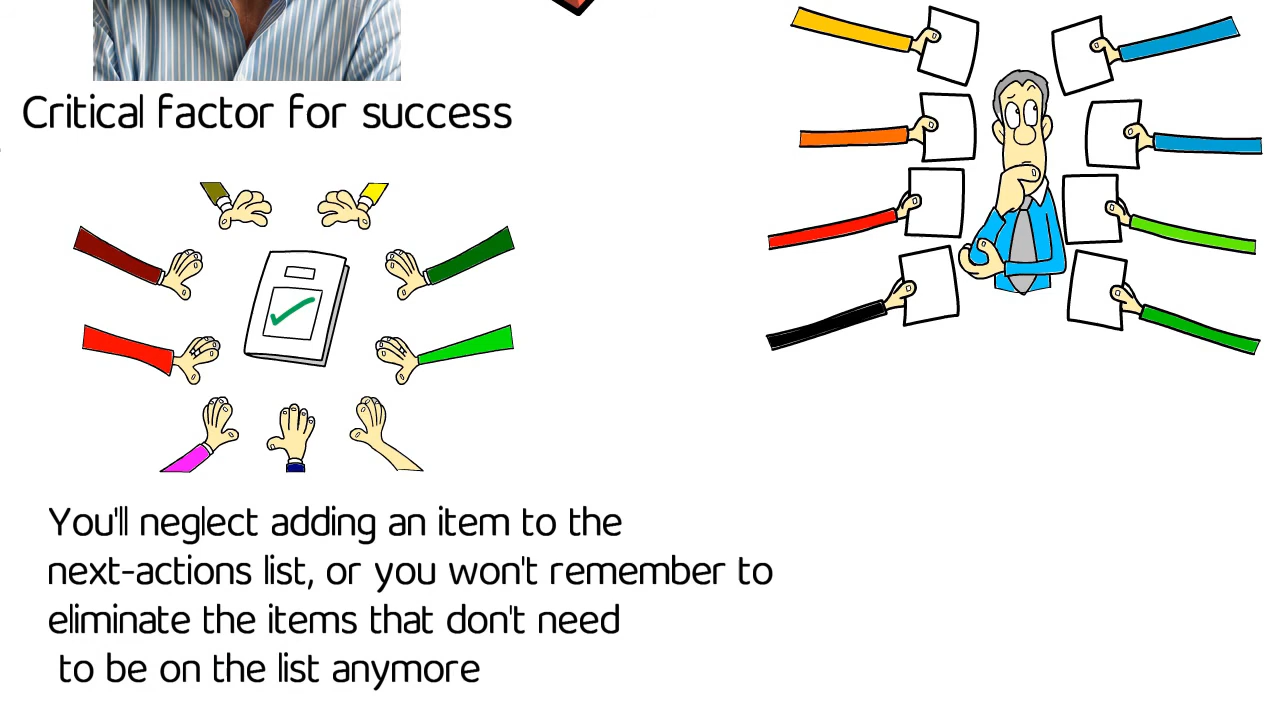 Critical factor for success
You'll neglect adding an item to the
next-actions list, or you won't remember to
eliminate the items that don't need
to be on the list anymore